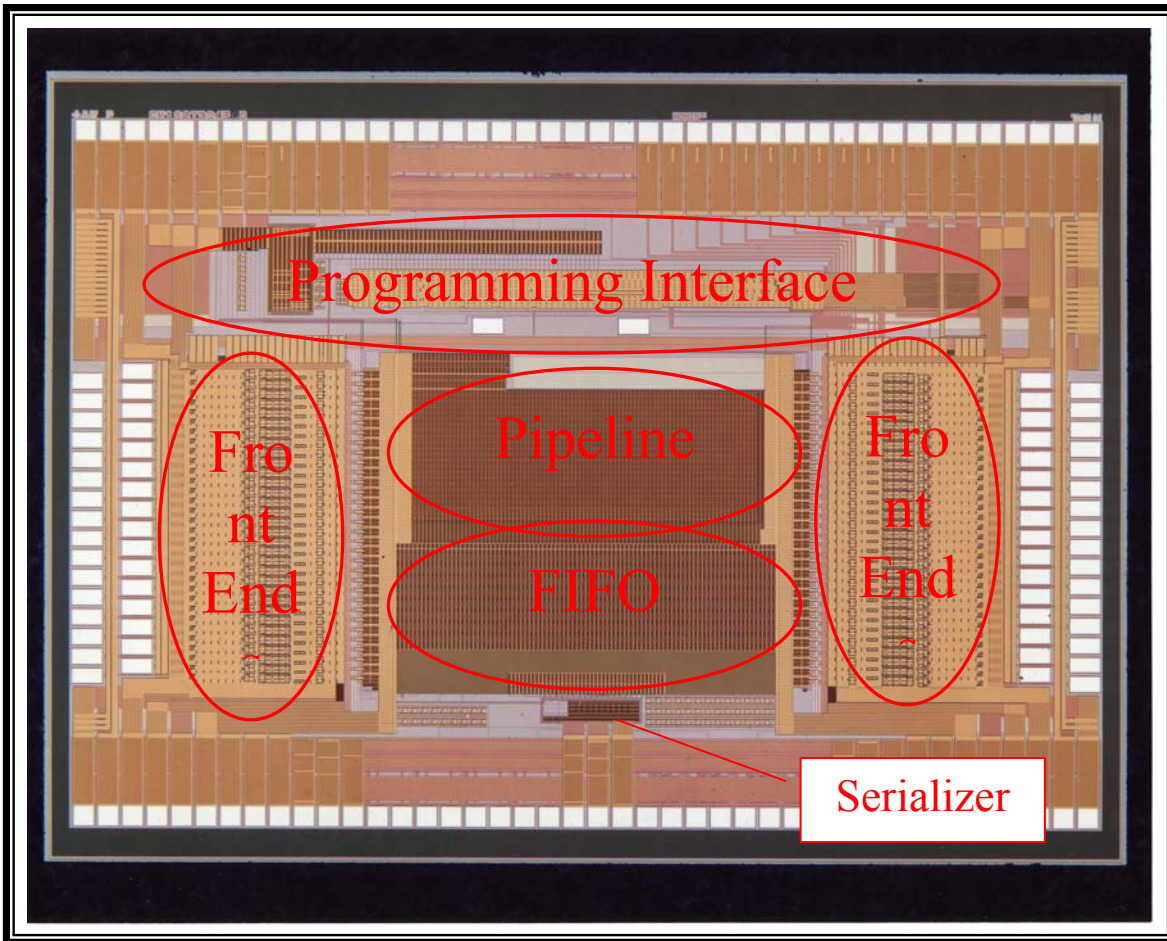 Programming Interface
Pipeline
Fro
nt
End
~
Fro
nt
End
~
FIFO
Serializer